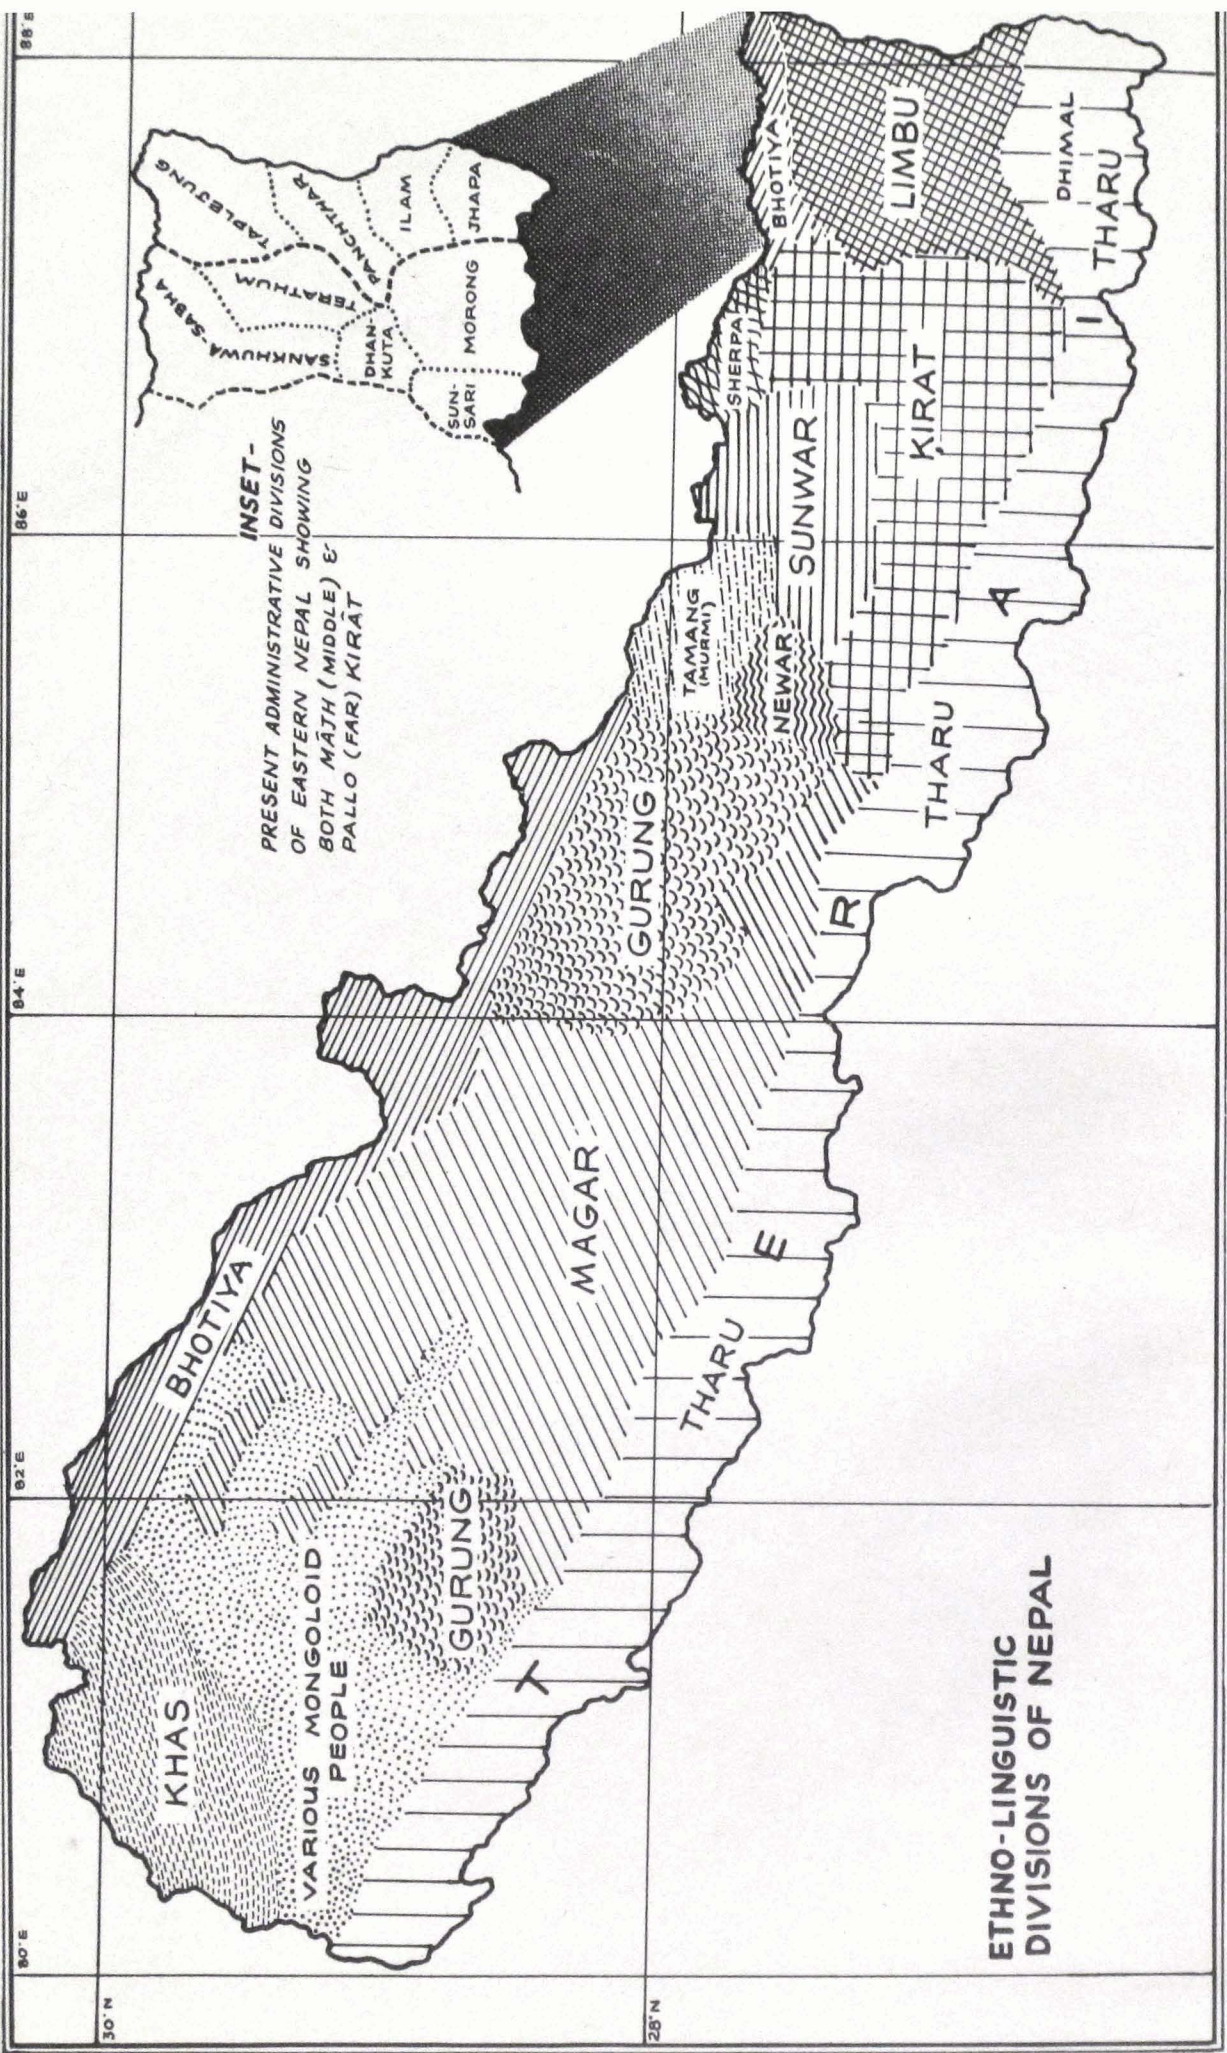 80°E
82°E
84°E
86°E
88°E
30°N
28°N
KHAS
VARIOUS MONGOLOID
PEOPLE
BHOTIYA
GURUNG
MAGAR
GURUNG
TAMANG
(MURMI)
NEWAR
SUNWAR
SHERPA
BHOTIYA
KIRAT
LIMBU
DHIMAL
THARU
THARU
THARU
T E R A I
INSET-
PRESENT ADMINISTRATIVE DIVISIONS
OF EASTERN NEPAL SHOWING
BOTH MĀJH (MIDDLE) &
PALLO (FAR) KIRĀT
SANKHUWA SABHA
TAPLEJUNG
TERATHUM
PANCHTHAR
DHAN-
KUTA
ILAM
SUN-
SARI
MORONG
JHAPA
ETHNO-LINGUISTIC
DIVISIONS OF NEPAL